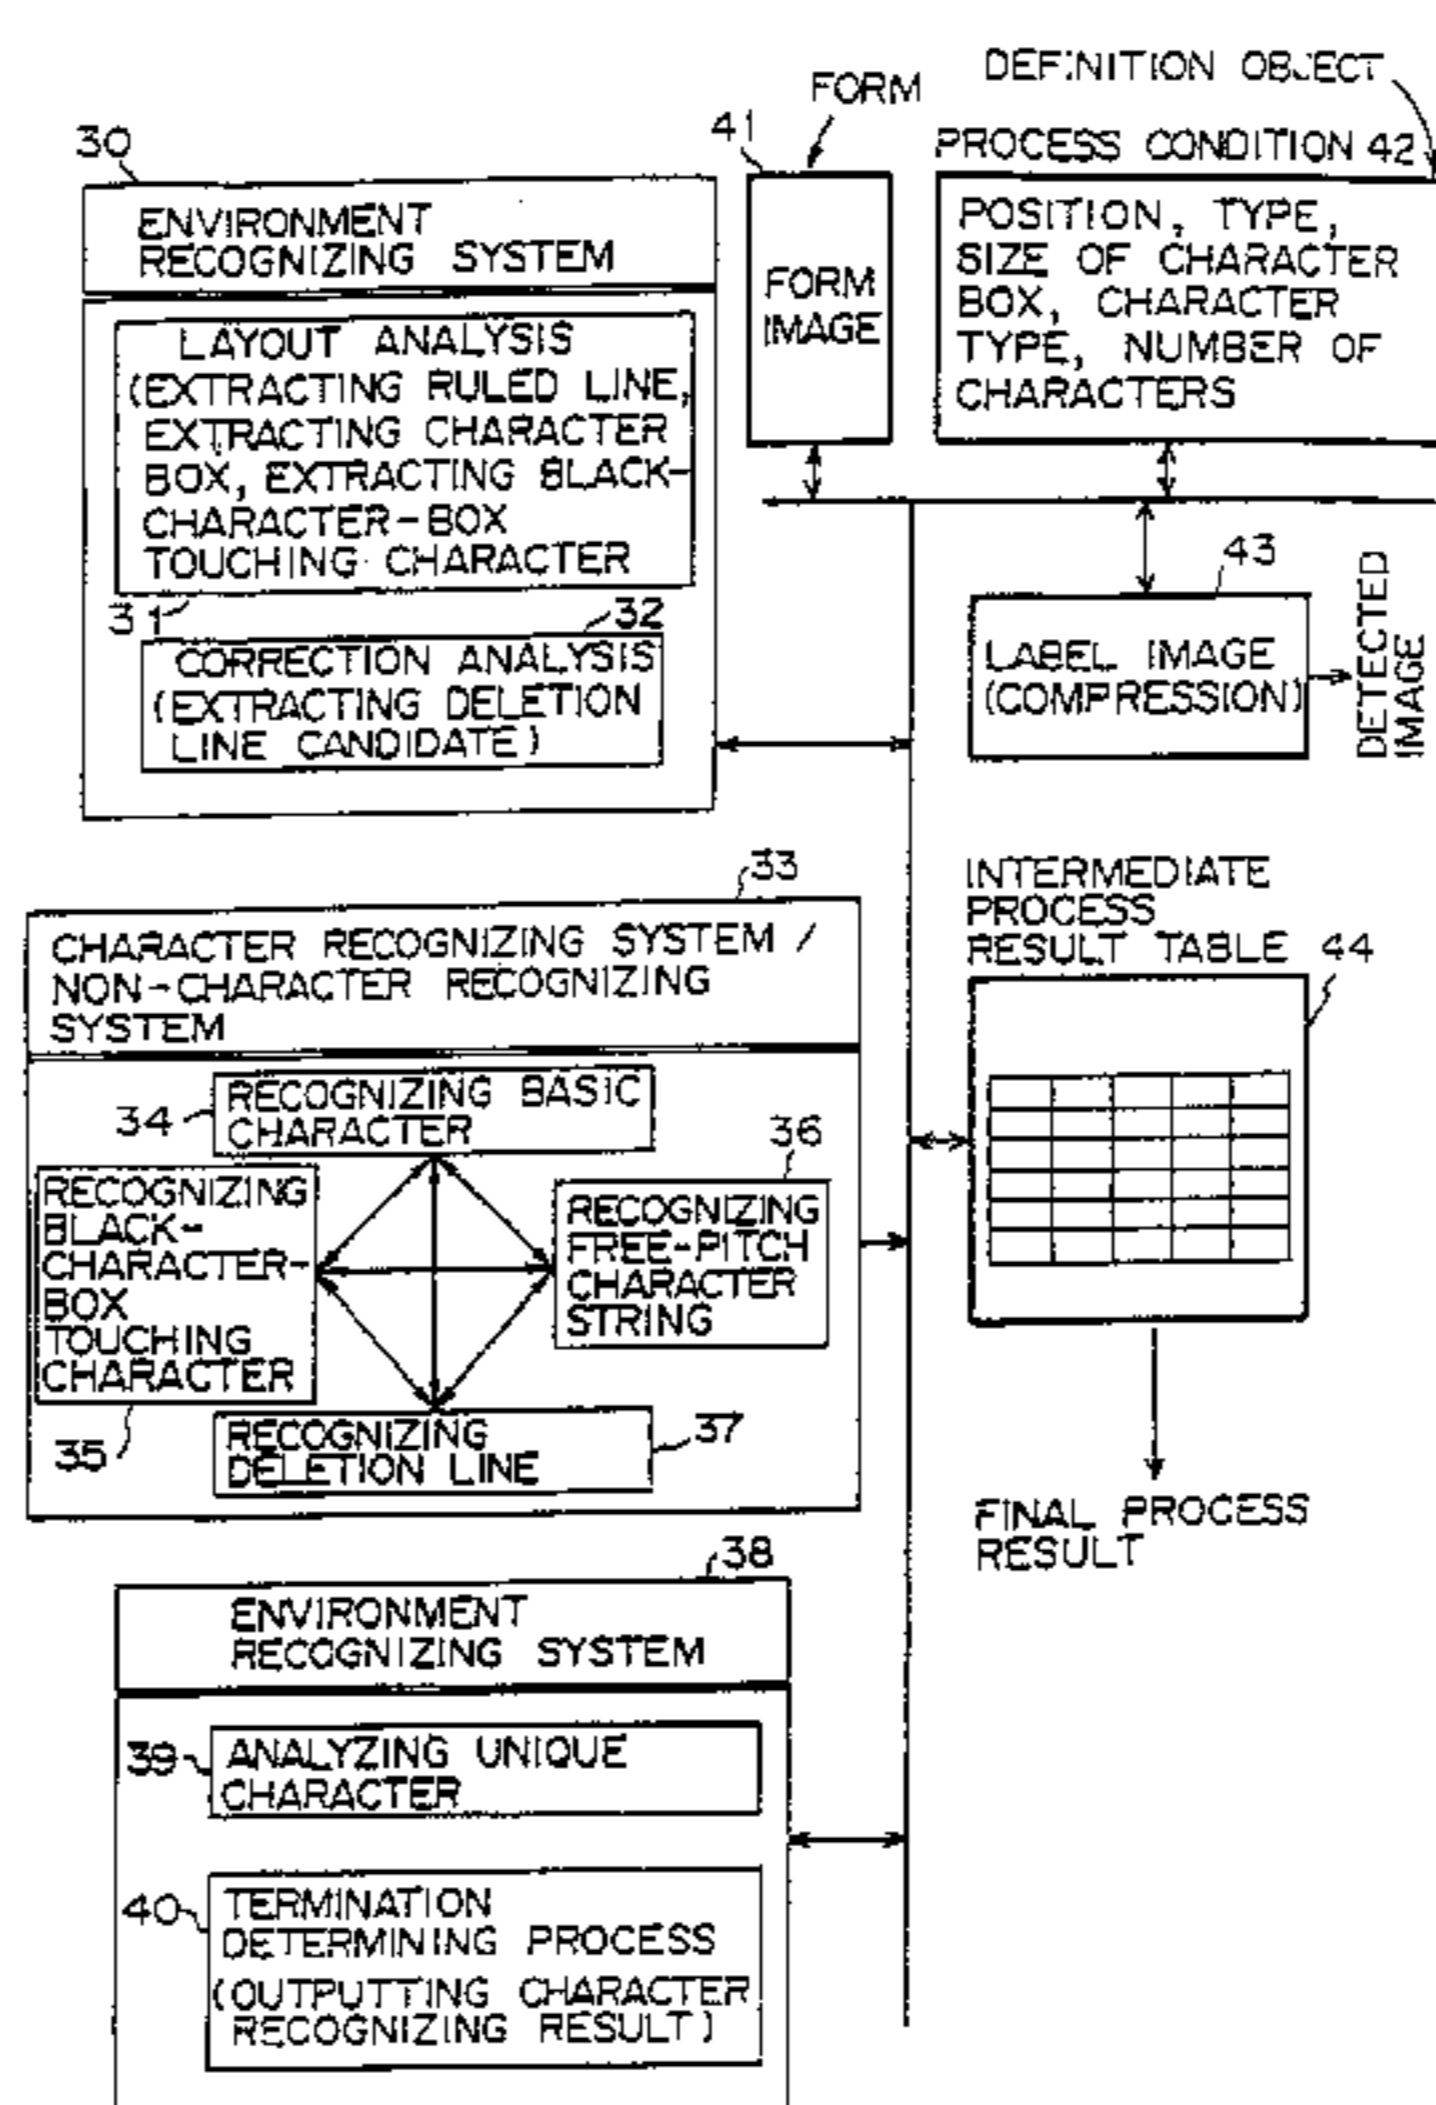 30
ENVIRONMENT
RECOGNIZING SYSTEM
LAYOUT ANALYSIS
(EXTRACTING RULED LINE,
EXTRACTING CHARACTER
BOX, EXTRACTING BLACK-
CHARACTER-BOX
TOUCHING CHARACTER
31
32
CORRECTION ANALYSIS
(EXTRACTING DELETION
LINE CANDIDATE)
FORM
41
FORM
IMAGE
DEFINITION OBJECT
PROCESS CONDITION 42
POSITION, TYPE,
SIZE OF CHARACTER
BOX, CHARACTER
TYPE, NUMBER OF
CHARACTERS
43
LABEL IMAGE
(COMPRESSION)
DETECTED
IMAGE
33
CHARACTER RECOGNIZING SYSTEM /
NON-CHARACTER RECOGNIZING
SYSTEM
34
RECOGNIZING BASIC
CHARACTER
RECOGNIZING
BLACK-
CHARACTER-
BOX
TOUCHING
CHARACTER
35
36
RECOGNIZING
FREE-PITCH
CHARACTER
STRING
RECOGNIZING
DELETION LINE
37
INTERMEDIATE
PROCESS
RESULT TABLE 44
FINAL PROCESS
RESULT
38
ENVIRONMENT
RECOGNIZING SYSTEM
39
ANALYZING UNIQUE
CHARACTER
40
TERMINATION
DETERMINING PROCESS
(OUTPUTTING CHARACTER
RECOGNIZING RESULT)